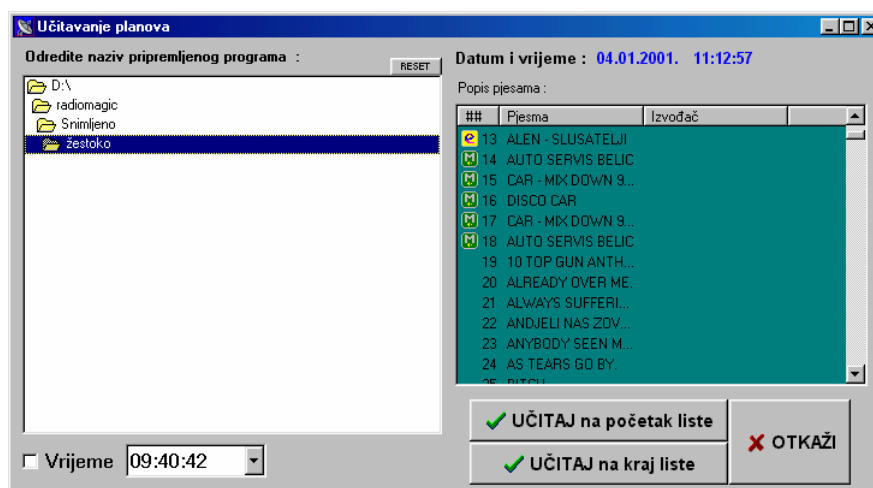 Učitavanje planova
Odredite naziv pripremljenog programa :
RESET
D:\
radiomagic
Snimljeno
žestoko
Vrijeme 09:40:42
Datum i vrijeme : 04.01.2001. 11:12:57
Popis pjesama :
## Pjesma Izvođač
13 ALEN - SLUSATELJI
14 AUTO SERVIS BELIC
15 CAR - MIX DOWN 9...
16 DISCO CAR
17 CAR - MIX DOWN 9...
18 AUTO SERVIS BELIC
19 10 TOP GUN ANTH...
20 ALREADY OVER ME.
21 ALWAYS SUFFERI...
22 ANDJELI NAS ZOV...
23 ANYBODY SEEN M...
24 AS TEARS GO BY.
25 BITCH
UČITAJ na početak liste
UČITAJ na kraj liste
OTKAŽI